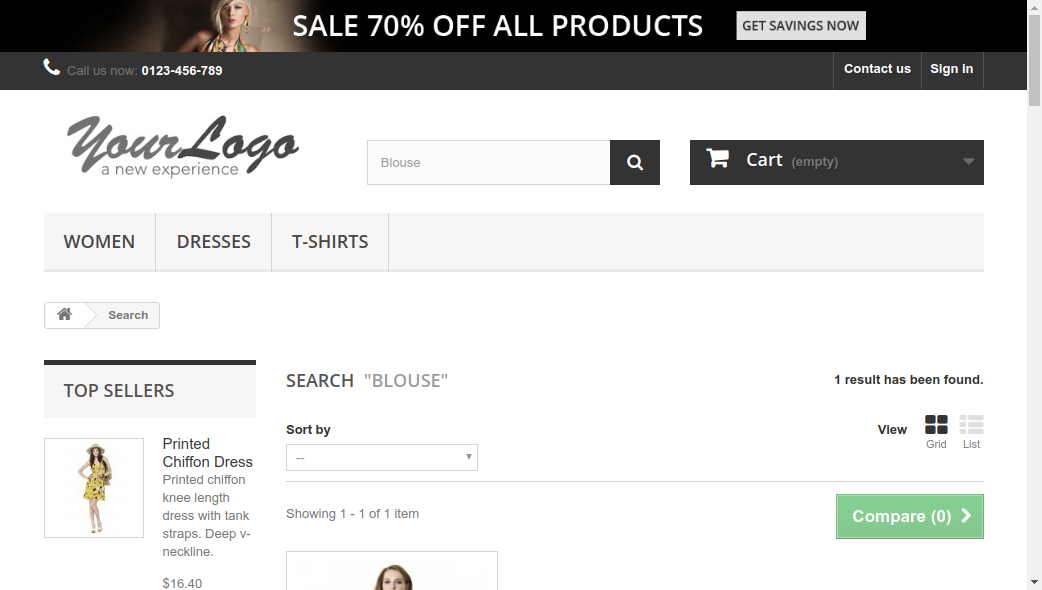 SALE 70% OFF ALL PRODUCTS GET SAVINGS NOW
Call us now: 0123-456-789 Contact us Sign in
YourLogo
a new experience
Blouse
Cart (empty)
WOMEN DRESSES T-SHIRTS
Search
TOP SELLERS
Printed
Chiffon Dress
Printed chiffon
knee length
dress with tank
straps. Deep v-
neckline.
$16.40
SEARCH "BLOUSE"
1 result has been found.
Sort by
--
View
Grid
List
Showing 1 - 1 of 1 item
Compare (0)